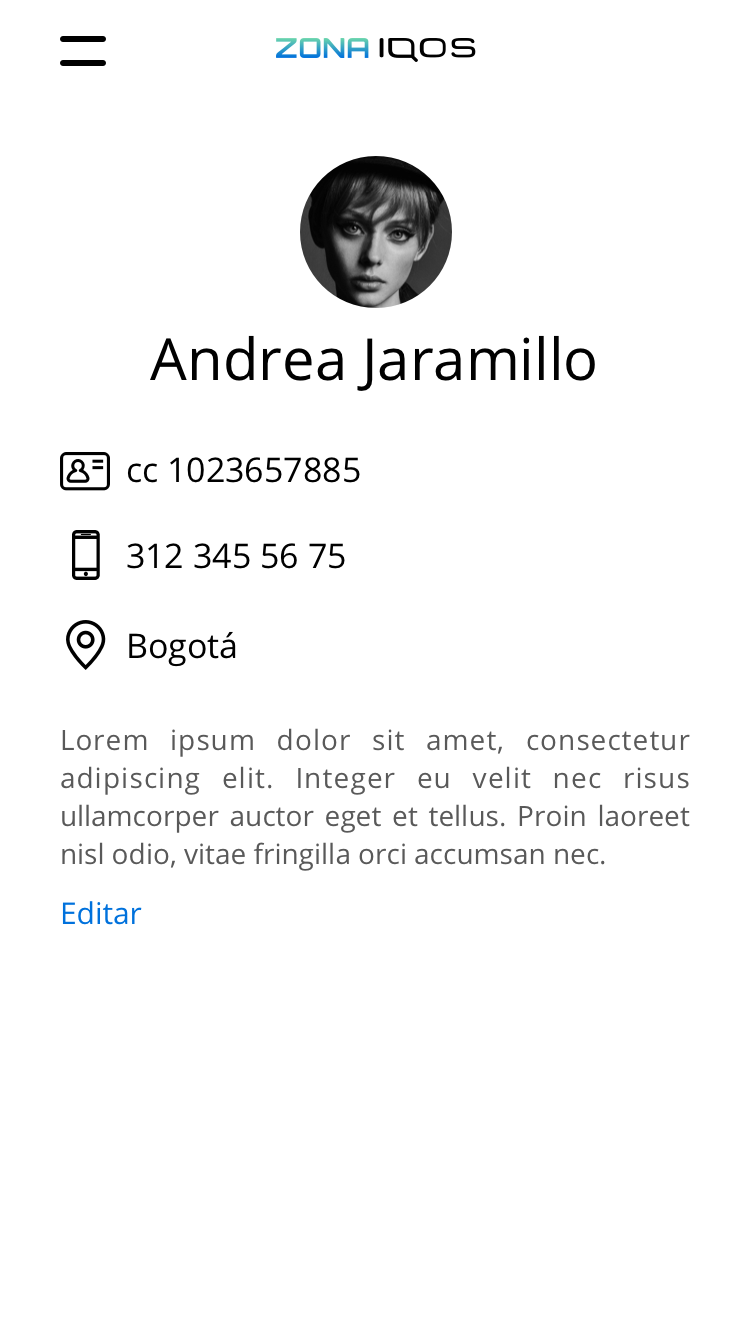 ZONA IQOS
Andrea Jaramillo
cc 1023657885
312 345 56 75
Bogotá
Lorem ipsum dolor sit amet, consectetur
adipiscing elit. Integer eu velit nec risus
ullamcorper auctor eget et tellus. Proin laoreet
nisl odio, vitae fringilla orci accumsan nec.
Editar